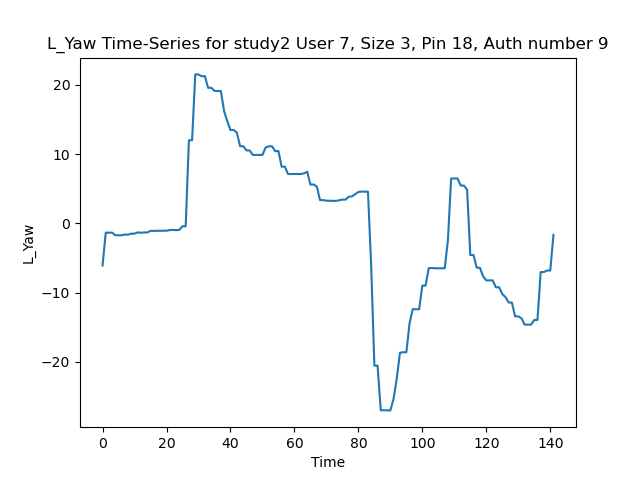 L_Yaw Time-Series for study2 User 7, Size 3, Pin 18, Auth number 9
20
10
0
−10
−20
L_Yaw
0 20 40 60 80 100 120 140
Time